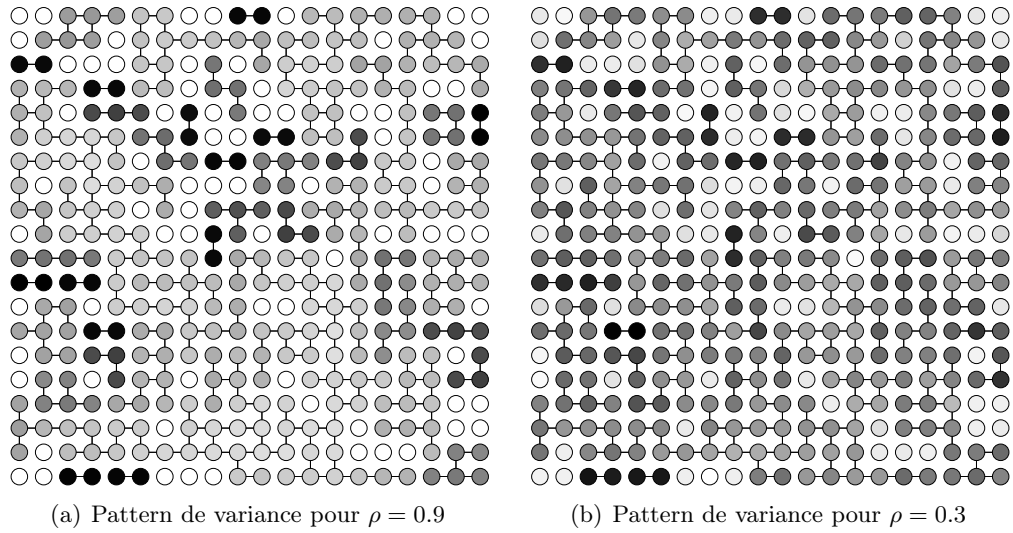 (a) Pattern de variance pour ρ = 0.9
(b) Pattern de variance pour ρ = 0.3